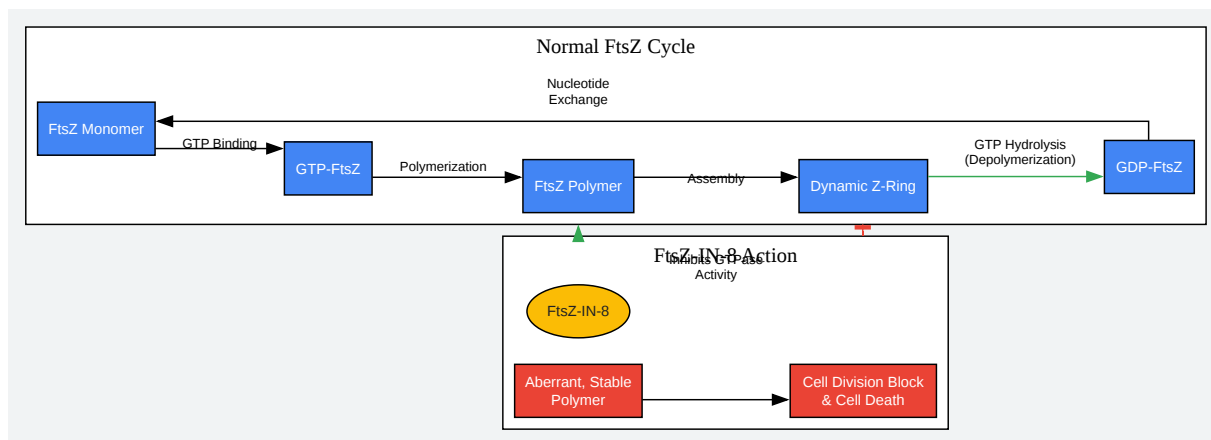 Normal FtsZ Cycle
Nucleotide
Exchange
FtsZ Monomer
GTP Binding
GTP-FtsZ
Polymerization
FtsZ Polymer
Assembly
Dynamic Z-Ring
GTP Hydrolysis
(Depolymerization)
GDP-FtsZ
FtsZ-IN-8 Action
Inhibits GTPase
Activity
FtsZ-IN-8
Aberrant, Stable
Polymer
Cell Division Block
& Cell Death